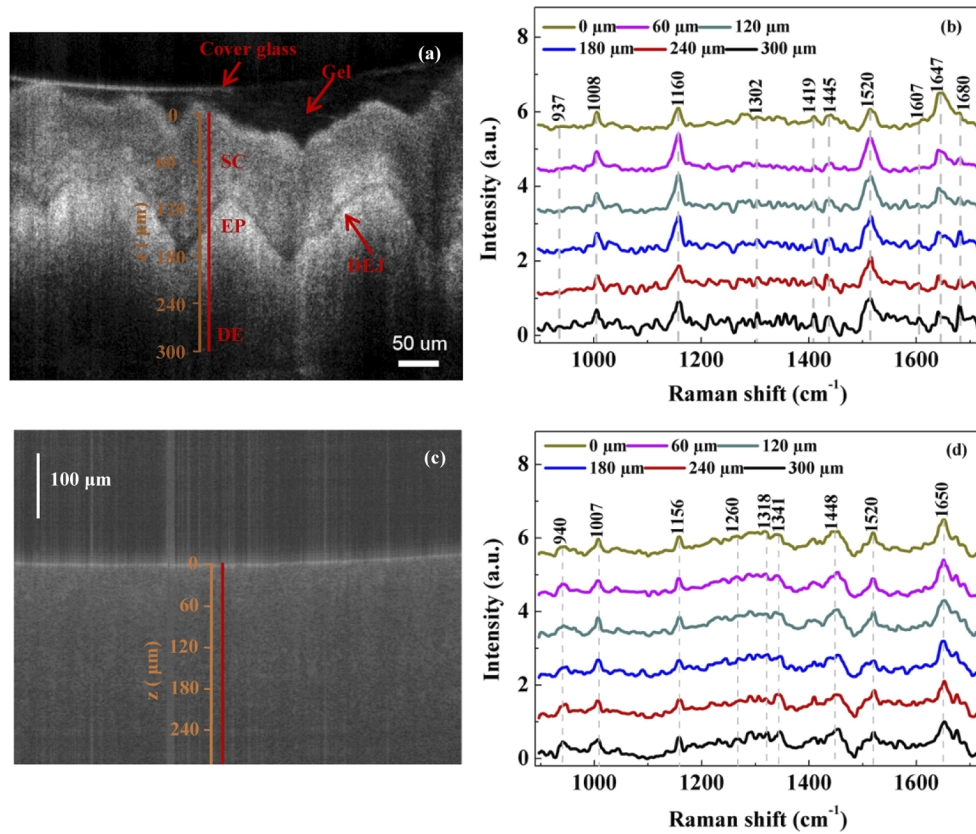 (a)
Cover glass
Gel
0
60
120
180
240
300
z ( µm)
SC
EP
DEJ
DE
50 um
(b)
0 µm 60 µm 120 µm
180 µm 240 µm 300 µm
937 1008 1160 1302 1419 1445 1520 1607 1647 1680
Intensity (a.u.)
8
6
4
2
0
1000 1200 1400 1600
Raman shift (cm⁻¹)
(c)
100 µm
0
60
120
180
240
z ( µm)
(d)
0 µm 60 µm 120 µm
180 µm 240 µm 300 µm
940 1007 1156 1260 1318 1341 1448 1520 1650
Intensity (a.u.)
8
6
4
2
0
1000 1200 1400 1600
Raman shift (cm⁻¹)